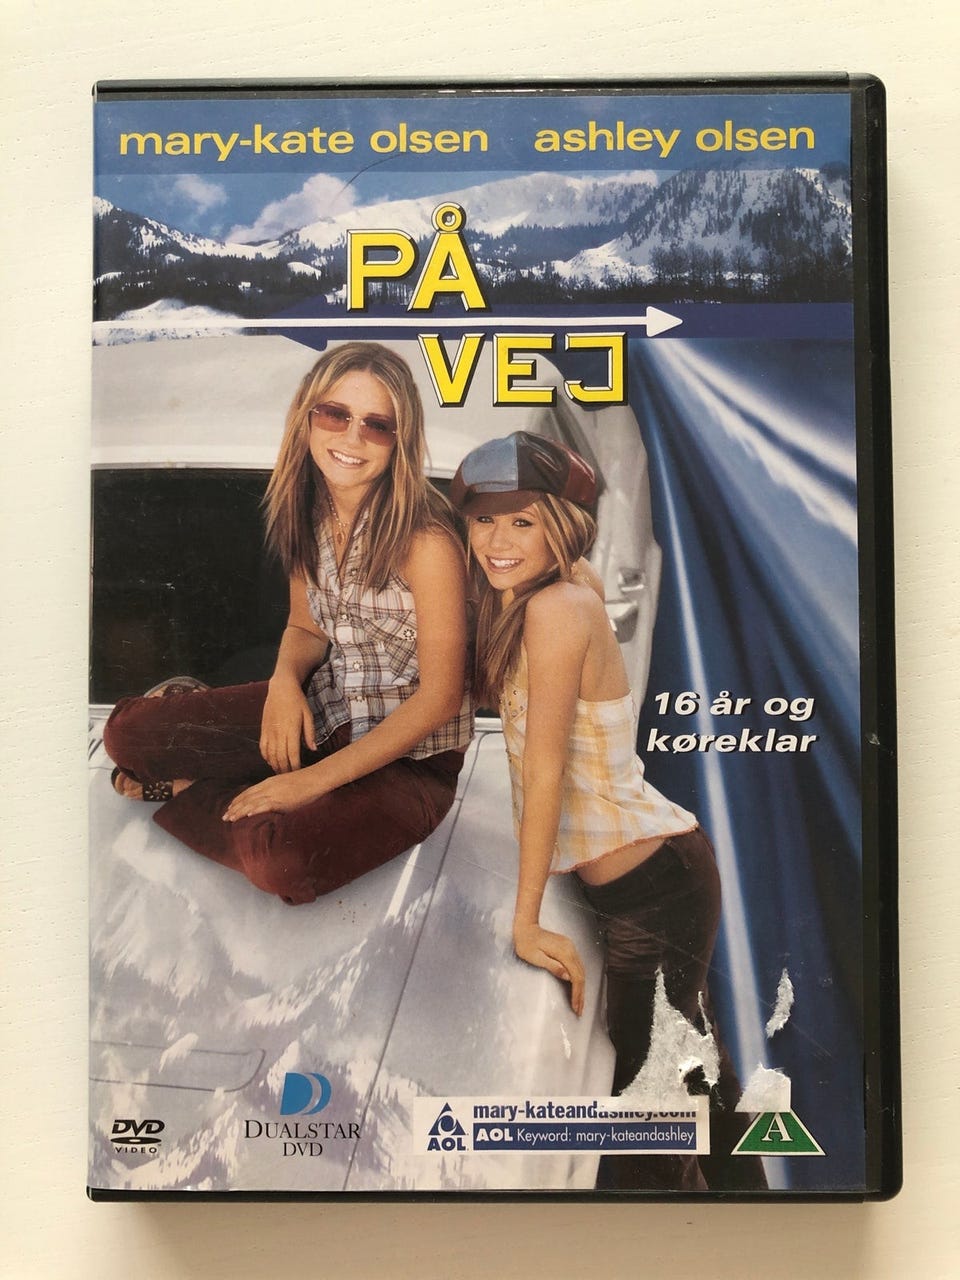 mary-kate olsen ashley olsen
PÅ
VEJ
16 år og
køreklar
DVD
VIDEO
DUALSTAR
DVD
AOL
mary-kateandashley.com
AOL Keyword: mary-kateandashley
A